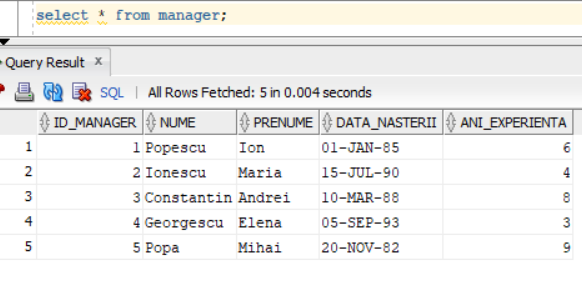 select * from manager;
Query Result x
SQL | All Rows Fetched: 5 in 0.004 seconds
ID_MANAGER NUME PRENUME DATA_NASTERII ANI_EXPERIENTA
1 1 Popescu Ion 01-JAN-85 6
2 2 Ionescu Maria 15-JUL-90 4
3 3 Constantin Andrei 10-MAR-88 8
4 4 Georgescu Elena 05-SEP-93 3
5 5 Popa Mihai 20-NOV-82 9